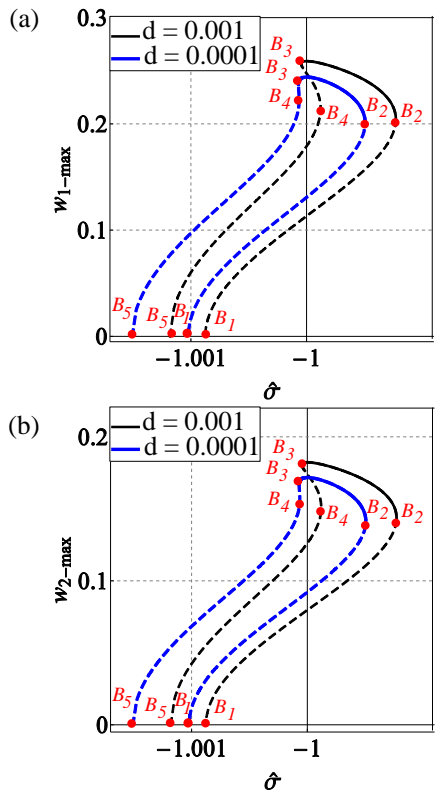 (a)
0.3
d = 0.001
d = 0.0001
B3
B3
B4
B4
B2
B2
0.2
w1−max
0.1
B5
B5
B1
B1
0
−1.001
−1
σ̂
(b)
d = 0.001
d = 0.0001
0.2
B3
B3
B4
B4
B2
B2
w2−max
0.1
B5
B5
B1
B1
0
−1.001
−1
σ̂